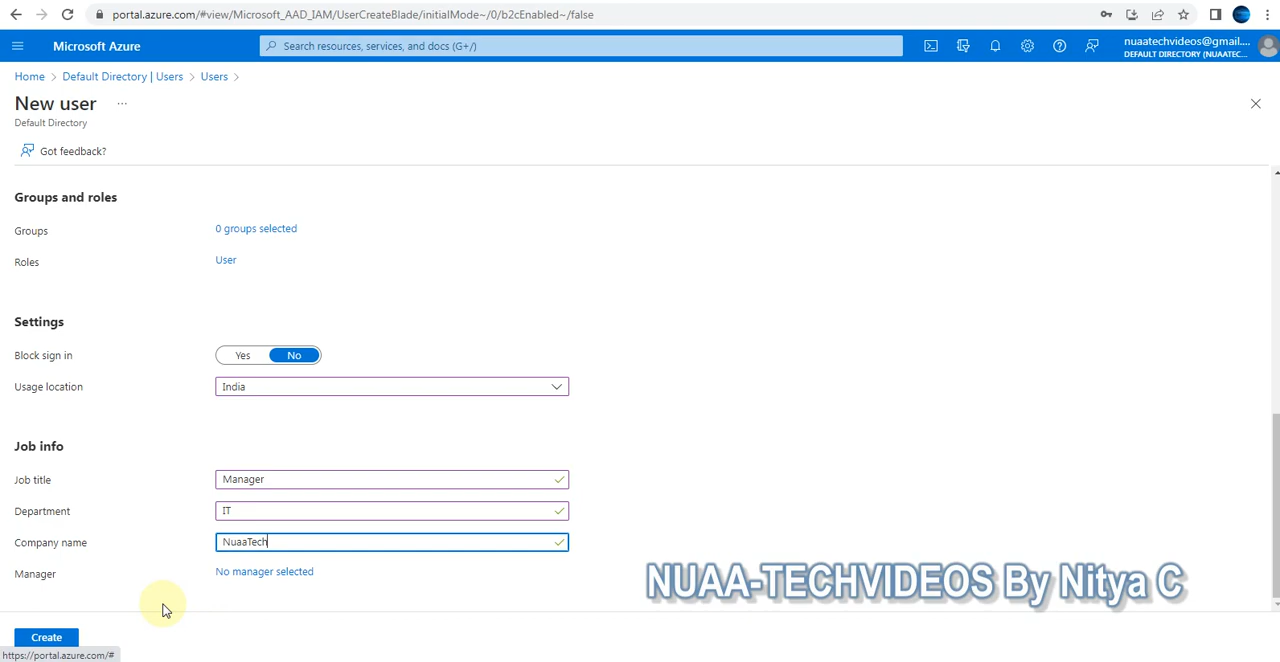 portal.azure.com/#view/Microsoft_AAD_IAM/UserCreateBlade/initialMode~/0/b2cEnabled~/false
Microsoft Azure
Search resources, services, and docs (G+/)
nuaatechvideos@gmail....
DEFAULT DIRECTORY (NUAATEC...
Home > Default Directory | Users > Users >
New user ...
Default Directory
Got feedback?
Groups and roles
Groups 0 groups selected
Roles User
Settings
Block sign in Yes No
Usage location India
Job info
Job title Manager
Department IT
Company name NuaaTech
Manager No manager selected
NUAA-TECHVIDEOS By Nitya C
Create
https://portal.azure.com/#